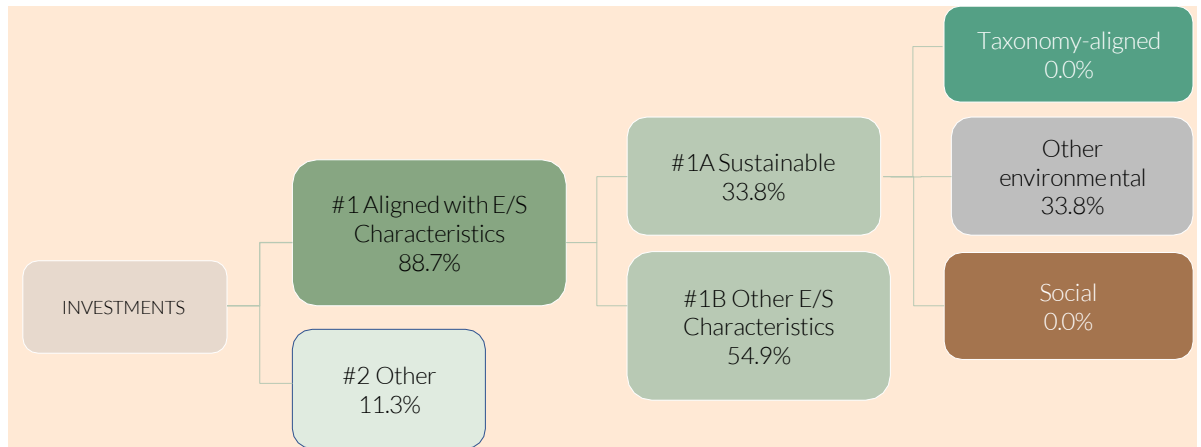 INVESTMENTS
#1 Aligned with E/S
Characteristics
88.7%
#2 Other
11.3%
#1A Sustainable
33.8%
#1B Other E/S
Characteristics
54.9%
Taxonomy-aligned
0.0%
Other
environmental
33.8%
Social
0.0%